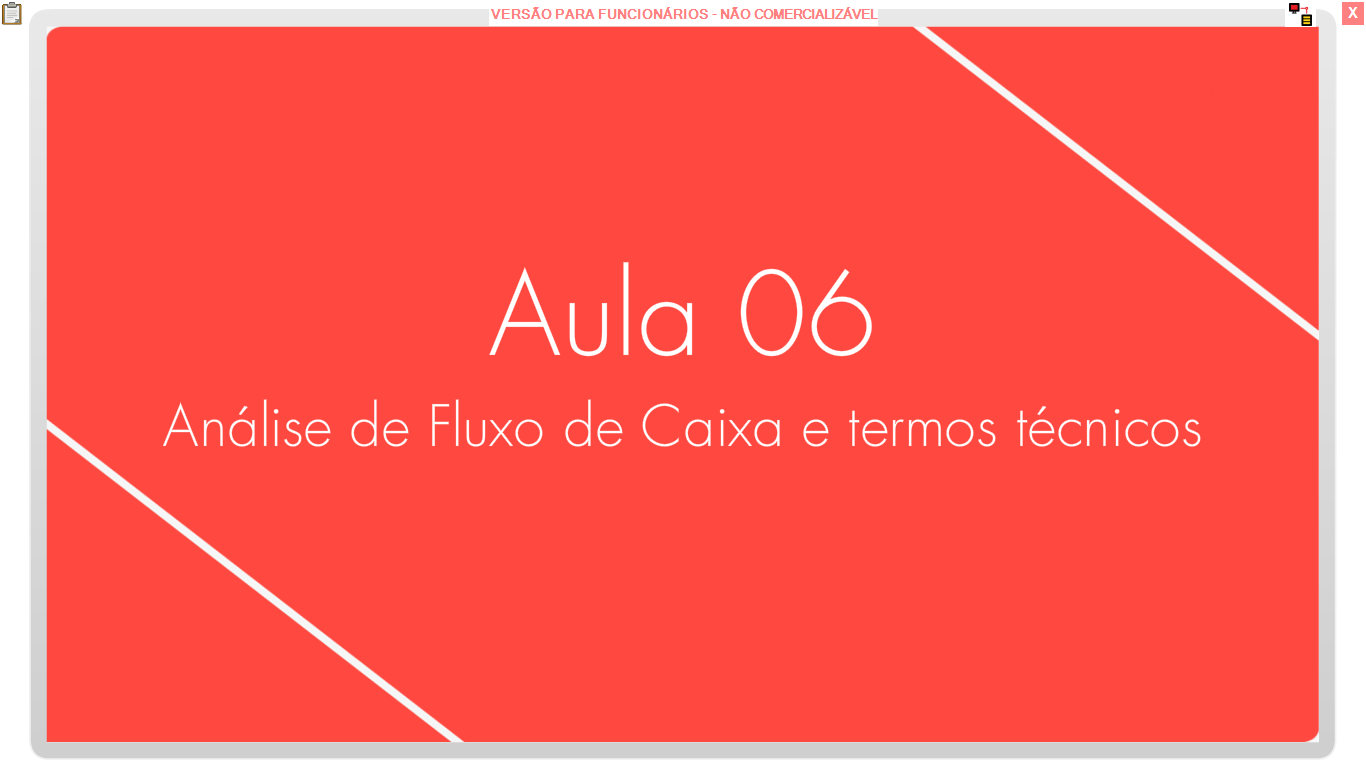 VERSÃO PARA FUNCIONÁRIOS - NÃO COMERCIALIZÁVEL
X
Aula 06
Análise de Fluxo de Caixa e termos técnicos